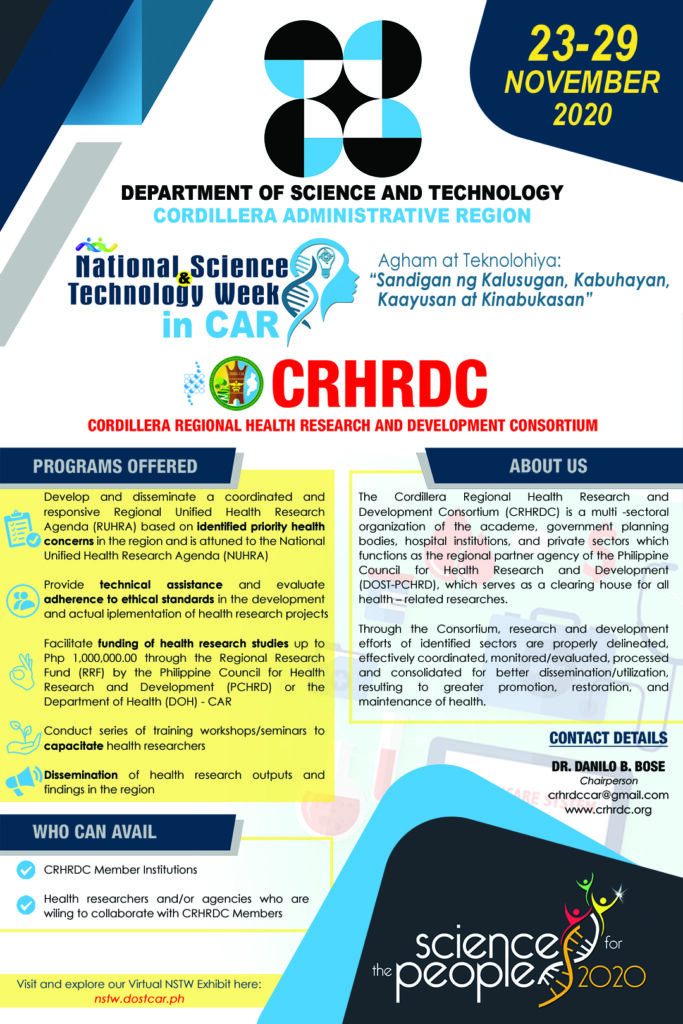 23-29
NOVEMBER
2020
DEPARTMENT OF SCIENCE AND TECHNOLOGY
CORDILLERA ADMINISTRATIVE REGION
National Science
&
Technology Week
in CAR
Agham at Teknolohiya:
“Sandigan ng Kalusugan, Kabuhayan,
Kaayusan at Kinabukasan”
CRHRDC
CORDILLERA REGIONAL HEALTH RESEARCH AND DEVELOPMENT CONSORTIUM
PROGRAMS OFFERED
Develop and disseminate a coordinated and
responsive Regional Unified Health Research
Agenda (RUHRA) based on identified priority health
concerns in the region and is attuned to the National
Unified Health Research Agenda (NUHRA)
Provide technical assistance and evaluate
adherence to ethical standards in the development
and actual iplementation of health research projects
Facilitate funding of health research studies up to
Php 1,000,000.00 through the Regional Research
Fund (RRF) by the Philippine Council for Health
Research and Development (PCHRD) or the
Department of Health (DOH) - CAR
Conduct series of training workshops/seminars to
capacitate health researchers
Dissemination of health research outputs and
findings in the region
WHO CAN AVAIL
CRHRDC Member Institutions
Health researchers and/or agencies who are
wiling to collaborate with CRHRDC Members
Visit and explore our Virtual NSTW Exhibit here:
nstw.dostcar.ph
ABOUT US
The Cordillera Regional Health Research and
Development Consortium (CRHRDC) is a multi -sectoral
organization of the academe, government planning
bodies, hospital institutions, and private sectors which
functions as the regional partner agency of the Philippine
Council for Health Research and Development
(DOST-PCHRD), which serves as a clearing house for all
health – related researches.
Through the Consortium, research and development
efforts of identified sectors are properly delineated,
effectively coordinated, monitored/evaluated, processed
and consolidated for better dissemination/utilization,
resulting to greater promotion, restoration, and
maintenance of health.
CONTACT DETAILS
DR. DANILO B. BOSE
Chairperson
crhrdccar@gmail.com
www.crhrdc.org
science for
the people 2020